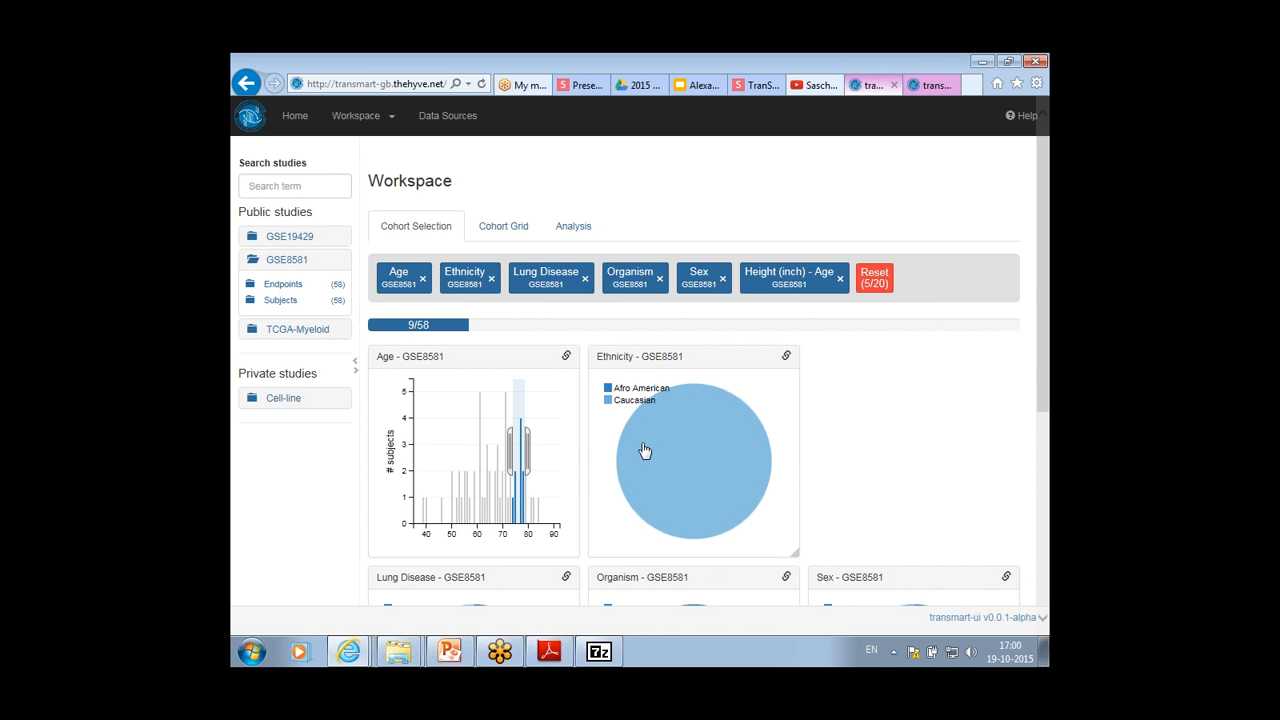 http://transmart-gb.thehyve.net/
My m...
Prese...
2015 ...
Alexa...
TranS...
Sasch...
tra...
trans...
Home
Workspace
Data Sources
Help
Search studies
Search term
Public studies
GSE19429
GSE8581
Endpoints (58)
Subjects (58)
TCGA-Myeloid
Private studies
Cell-line
Workspace
Cohort Selection
Cohort Grid
Analysis
Age
GSE8581
Ethnicity
GSE8581
Lung Disease
GSE8581
Organism
GSE8581
Sex
GSE8581
Height (inch) - Age
GSE8581
Reset
(5/20)
9/58
Age - GSE8581
# subjects
5
4
3
2
1
0
40 50 60 70 80 90
Ethnicity - GSE8581
Afro American
Caucasian
Lung Disease - GSE8581
Organism - GSE8581
Sex - GSE8581
transmart-ui v0.0.1-alpha
7z
EN
17:00
19-10-2015